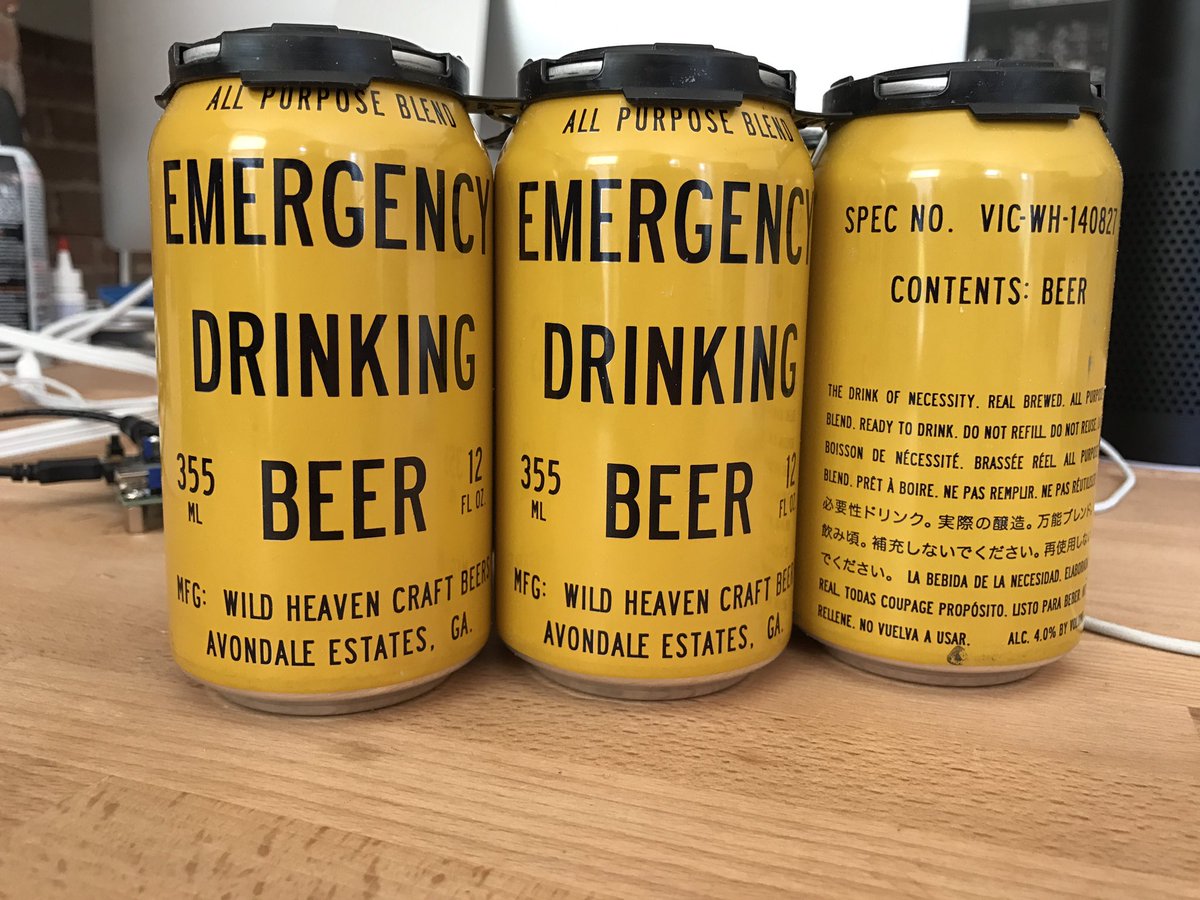 ALL PURPOSE BLEND
EMERGENCY
DRINKING
BEER
355
ML
12
FL OZ.
MFG: WILD HEAVEN CRAFT BEERS
AVONDALE ESTATES, GA.
ALL PURPOSE BLEND
EMERGENCY
DRINKING
BEER
355
ML
12
FL OZ.
MFG: WILD HEAVEN CRAFT BEERS
AVONDALE ESTATES, GA.
SPEC NO. VIC-WH-140827
CONTENTS: BEER
THE DRINK OF NECESSITY. REAL BREWED. ALL PURPOSE
BLEND. READY TO DRINK. DO NOT REFILL. DO NOT REUSE.
BOISSON DE NÉCESSITÉ. BRASSÉE RÉEL. ALL PURPOSE
BLEND. PRÊT À BOIRE. NE PAS REMPLIR. NE PAS
必要性ドリンク。実際の醸造。万能ブレンド。
飲み頃。補充しないでください。再使用しない
でください。 LA BEBIDA DE LA NECESIDAD.
REAL. TODAS COUPAGE PROPÓSITO. LISTO PARA BEBER.
RELLENE. NO VUELVA A USAR. ALC. 4.0% BY VOL.